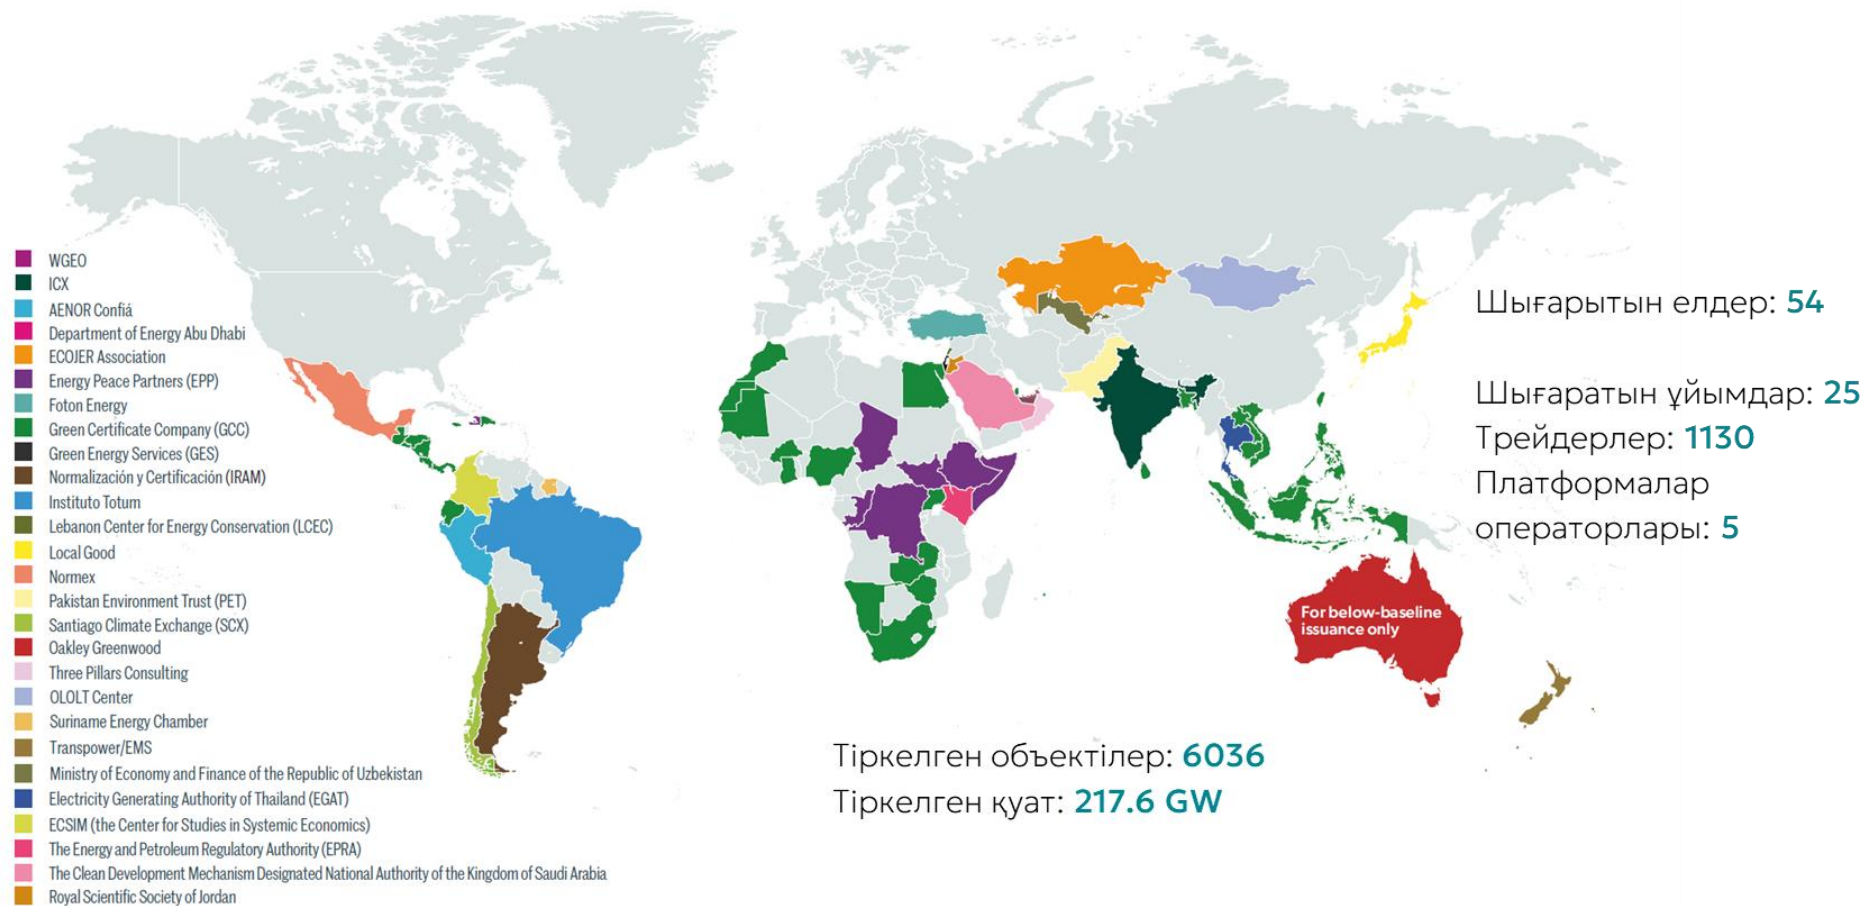 WGEO
ICX
AENOR Confiá
Department of Energy Abu Dhabi
ECOJER Association
Energy Peace Partners (EPP)
Foton Energy
Green Certificate Company (GCC)
Green Energy Services (GES)
Normalización y Certificación (IRAM)
Instituto Totum
Lebanon Center for Energy Conservation (LCEC)
Local Good
Normex
Pakistan Environment Trust (PET)
Santiago Climate Exchange (SCX)
Oakley Greenwood
Three Pillars Consulting
OLOLT Center
Suriname Energy Chamber
Transpower/EMS
Ministry of Economy and Finance of the Republic of Uzbekistan
Electricity Generating Authority of Thailand (EGAT)
ECSIM (the Center for Studies in Systemic Economics)
The Energy and Petroleum Regulatory Authority (EPRA)
The Clean Development Mechanism Designated National Authority of the Kingdom of Saudi Arabia
Royal Scientific Society of Jordan
Шығарытын елдер: 54
Шығаратын ұйымдар: 25
Трейдерлер: 1130
Платформалар
операторлары: 5
For below-baseline
issuance only
Тіркелген объектілер: 6036
Тіркелген қуат: 217.6 GW